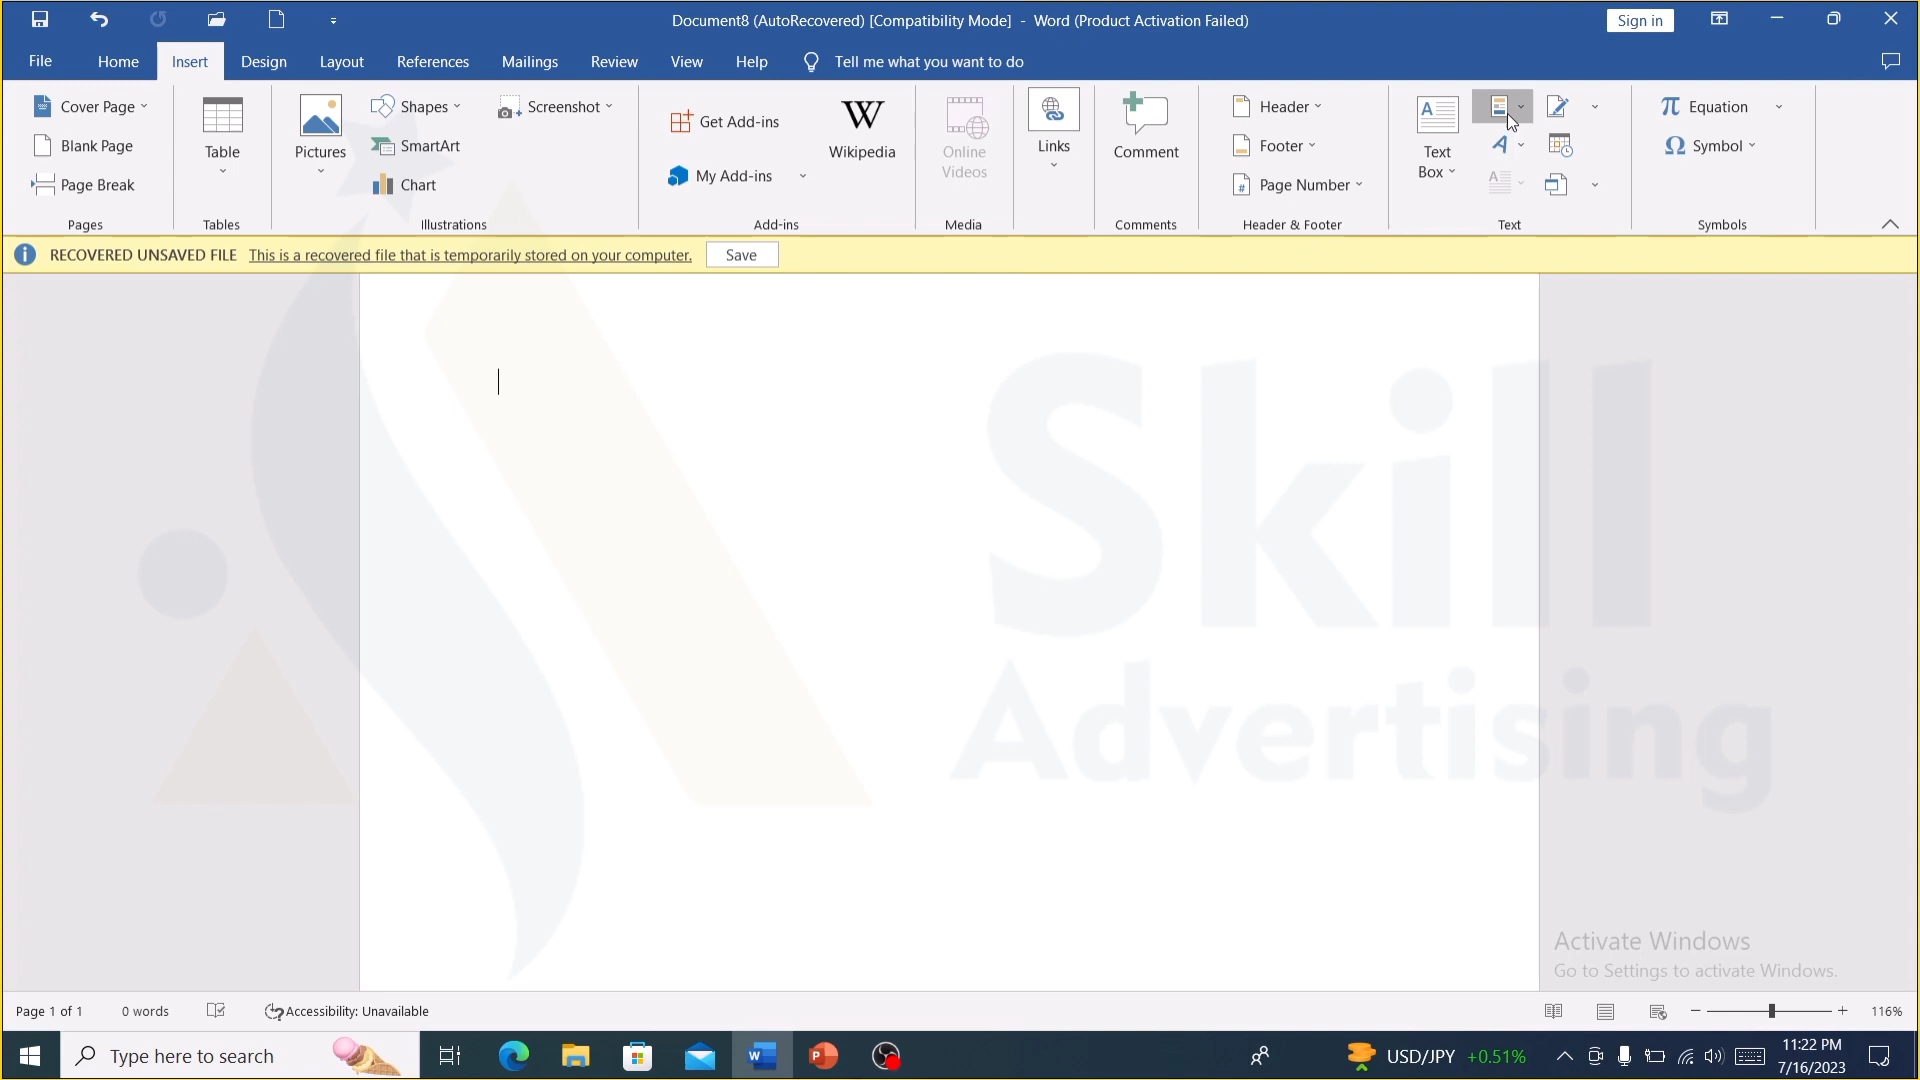 Document8 (AutoRecovered) [Compatibility Mode] - Word (Product Activation Failed)
Sign in
File Home Insert Design Layout References Mailings Review View Help Tell me what you want to do
Cover Page
Blank Page
Page Break
Pages
Table
Tables
Pictures
Shapes
SmartArt
Chart
Screenshot
Illustrations
Get Add-ins
My Add-ins
W
Wikipedia
Add-ins
Online
Videos
Media
Links
Comment
Comments
Header
Footer
# Page Number
Header & Footer
A
Text
Box
A
A
Text
π Equation
Ω Symbol
Symbols
RECOVERED UNSAVED FILE This is a recovered file that is temporarily stored on your computer. Save
Skill
Advertising
Activate Windows
Go to Settings to activate Windows.
Page 1 of 1 0 words Accessibility: Unavailable 116%
Type here to search
W
P
USD/JPY +0.51%
11:22 PM
7/16/2023